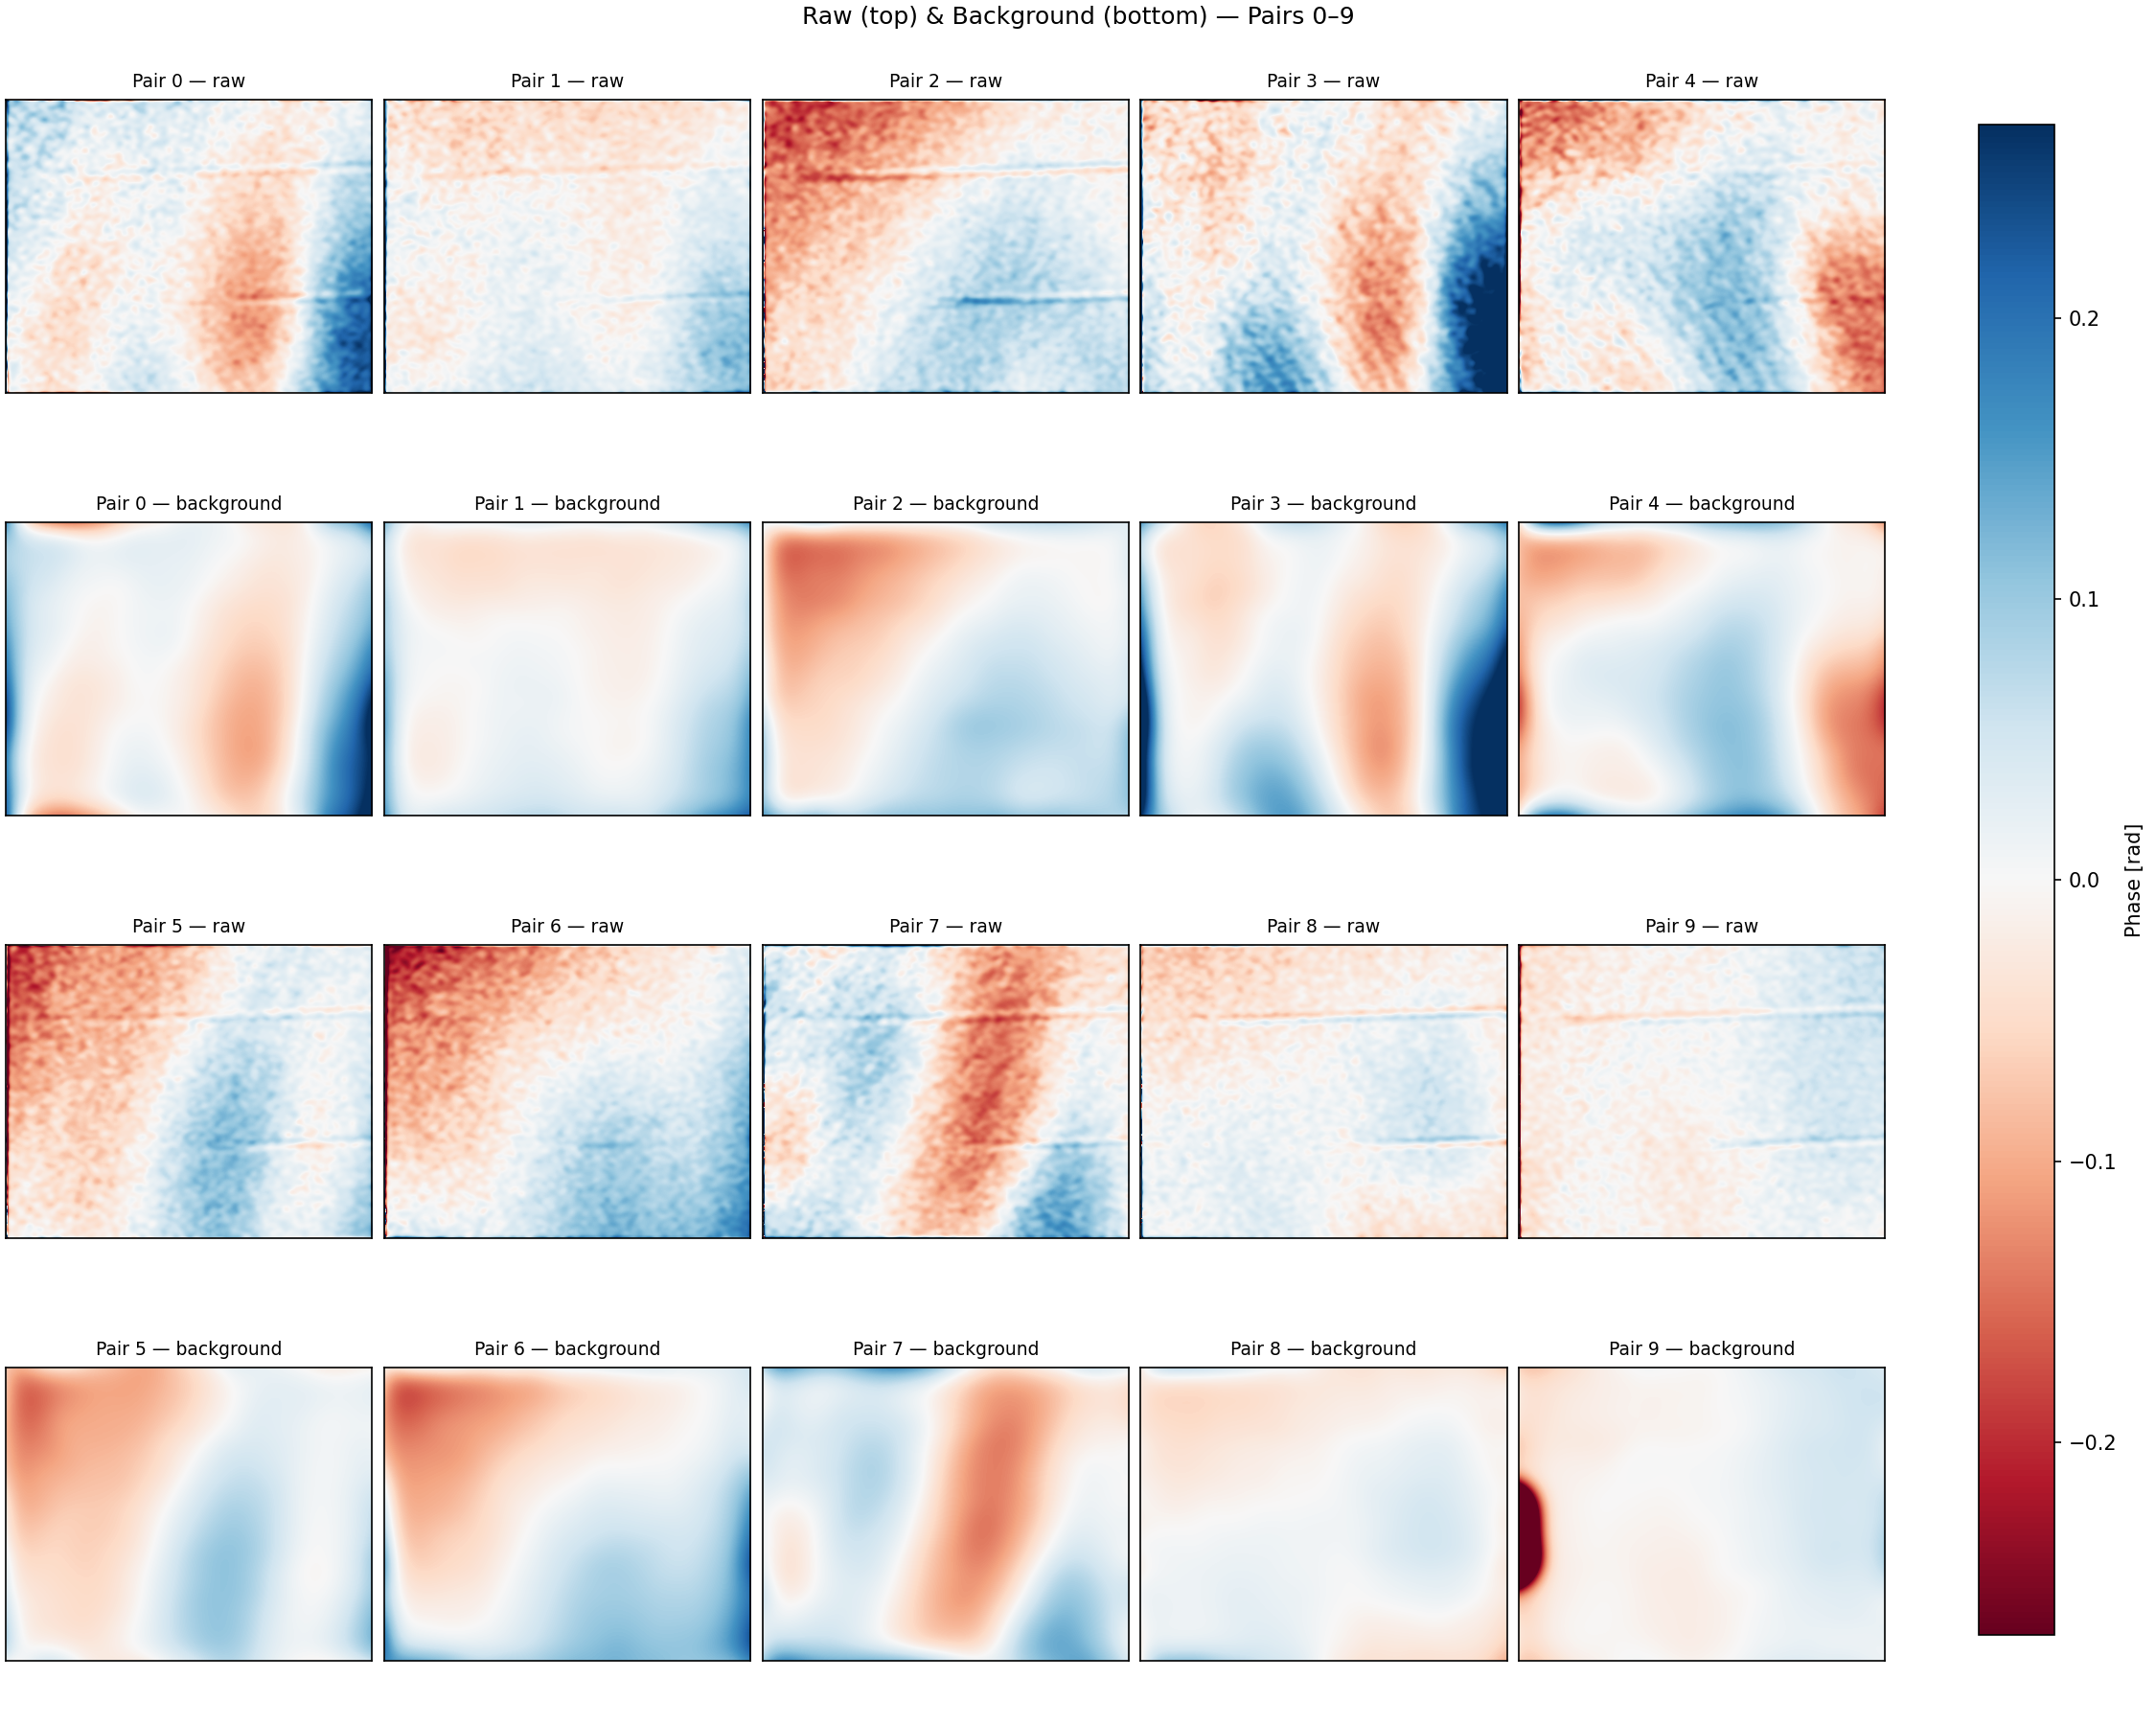 Raw (top) & Background (bottom) — Pairs 0–9
Pair 0 — raw
Pair 1 — raw
Pair 2 — raw
Pair 3 — raw
Pair 4 — raw
Pair 0 — background
Pair 1 — background
Pair 2 — background
Pair 3 — background
Pair 4 — background
Pair 5 — raw
Pair 6 — raw
Pair 7 — raw
Pair 8 — raw
Pair 9 — raw
Pair 5 — background
Pair 6 — background
Pair 7 — background
Pair 8 — background
Pair 9 — background
0.2
0.1
0.0
−0.1
−0.2
Phase [rad]